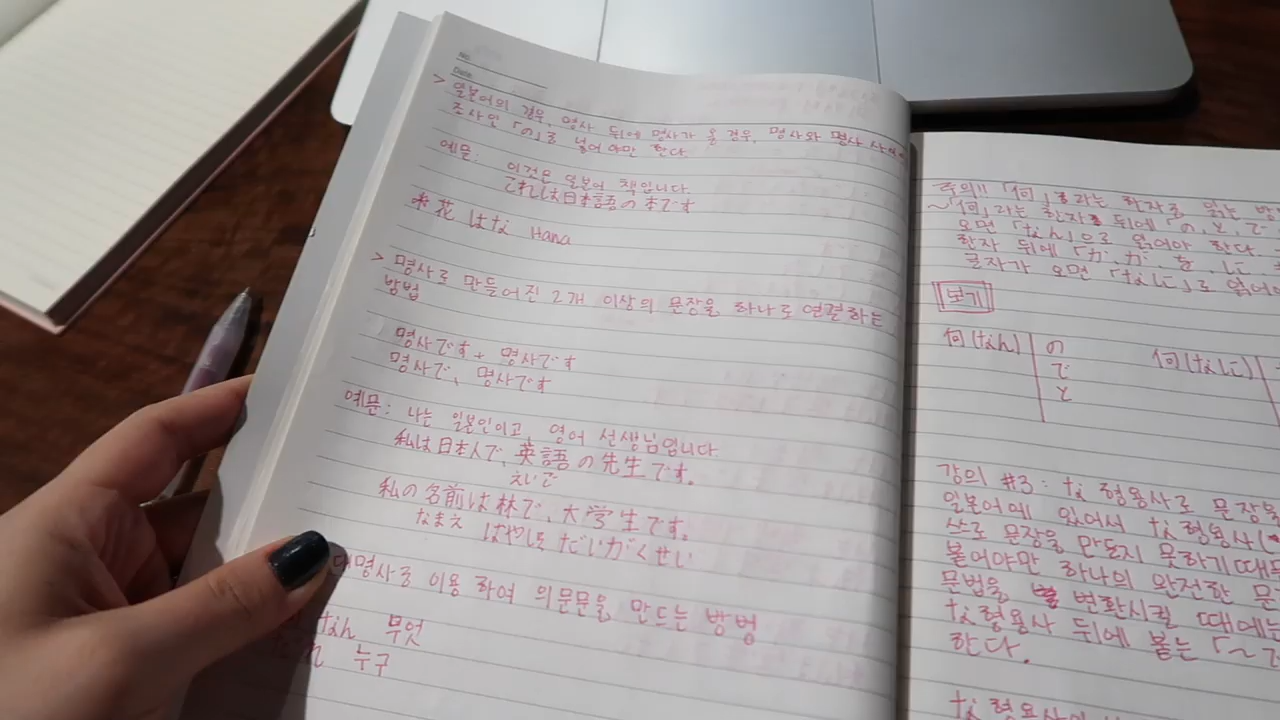 No.
Date
> 일본어의 경우, 명사 뒤에 명사가 올 경우, 명사와 명사
조사인 「の」를 넣어야만 한다.
예문: 이것은 일본어 책입니다.
これは日本語の本です
* 花 はな Hana
> 명사로 만들어진 2개 이상의 문장을 하나로 연결하는
방법
명사です + 명사です
명사で、명사です
예문: 나는 일본인이고, 영어 선생님입니다.
私は日本人で、英語の先生です。
えいご
私の名前は林で、大学生です。
なまえ はやし だいがくせい
대명사로 이용하여 의문문을 만드는 방법
なん 무엇
누구
주의!! 「何」라는 한자를 읽는
~「何」라는 한자 뒤에 「の, と, で
오면 「なん」으로 읽어야 한다
한자 뒤에 「か, が, を, に
글자가 오면 「なに」로 읽어야
보기
何(なん) の 何(なに)
で
と
강의 #3: な형용사로 문장을
일본어에 있어서 な형용사
쓰로 문장을 만들지 못하기때문
붙어야만 하나의 완전한 문
문법을 변환시킬 때에는
な형용사 뒤에 붙는 「~
한다.
な형용사